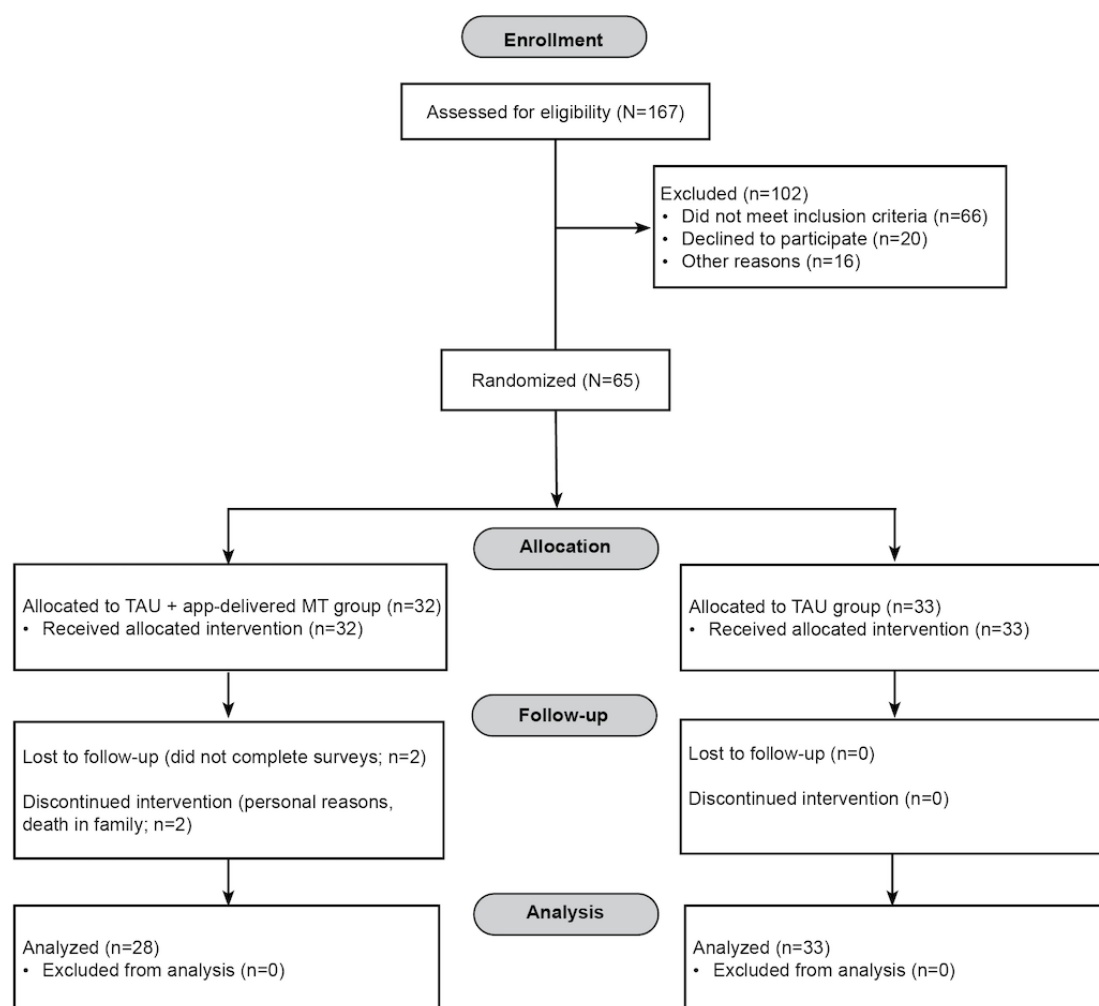 Enrollment
Assessed for eligibility (N=167)
Excluded (n=102)
• Did not meet inclusion criteria (n=66)
• Declined to participate (n=20)
• Other reasons (n=16)
Randomized (N=65)
Allocation
Allocated to TAU + app-delivered MT group (n=32)
• Received allocated intervention (n=32)
Allocated to TAU group (n=33)
• Received allocated intervention (n=33)
Follow-up
Lost to follow-up (did not complete surveys; n=2)
Discontinued intervention (personal reasons,
death in family; n=2)
Lost to follow-up (n=0)
Discontinued intervention (n=0)
Analysis
Analyzed (n=28)
• Excluded from analysis (n=0)
Analyzed (n=33)
• Excluded from analysis (n=0)